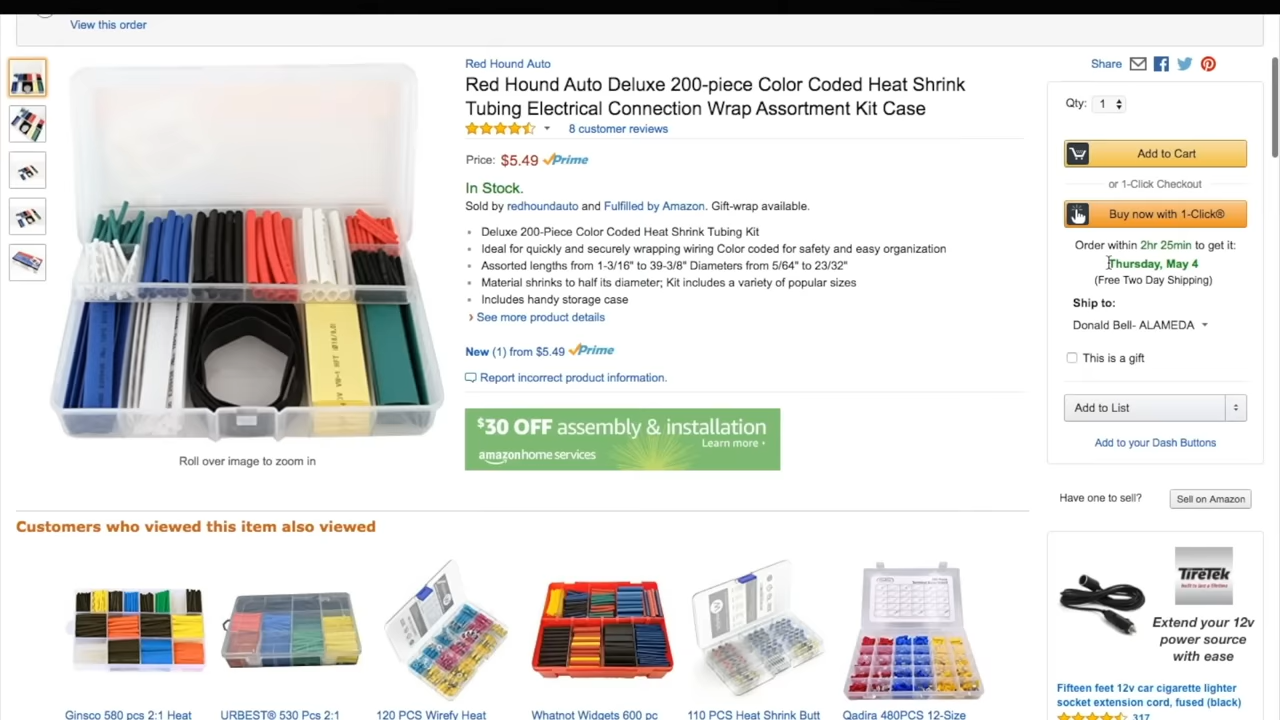 View this order
Red Hound Auto
Red Hound Auto Deluxe 200-piece Color Coded Heat Shrink
Tubing Electrical Connection Wrap Assortment Kit Case
8 customer reviews
Price: $5.49 Prime
In Stock.
Sold by redhoundauto and Fulfilled by Amazon. Gift-wrap available.
Deluxe 200-Piece Color Coded Heat Shrink Tubing Kit
Ideal for quickly and securely wrapping wiring Color coded for safety and easy organization
Assorted lengths from 1-3/16" to 39-3/8" Diameters from 5/64" to 23/32"
Material shrinks to half its diameter; Kit includes a variety of popular sizes
Includes handy storage case
› See more product details
New (1) from $5.49 Prime
Report incorrect product information.
$30 OFF assembly & installation
Learn more
amazonhome services
Roll over image to zoom in
Share
Qty: 1
Add to Cart
or 1-Click Checkout
Buy now with 1-Click®
Order within 2hr 25min to get it:
Thursday, May 4
(Free Two Day Shipping)
Ship to:
Donald Bell- ALAMEDA
This is a gift
Add to List
Add to your Dash Buttons
Have one to sell?
Sell on Amazon
TIRETEK
Extend your 12v
power source
with ease
Fifteen feet 12v car cigarette lighter
socket extension cord, fused (black)
317
Customers who viewed this item also viewed
Ginsco 580 pcs 2:1 Heat
URBEST® 530 Pcs 2:1
120 PCS Wirefy Heat
Whatnot Widgets 600 pc
110 PCS Heat Shrink Butt
Qadira 480PCS 12-Size